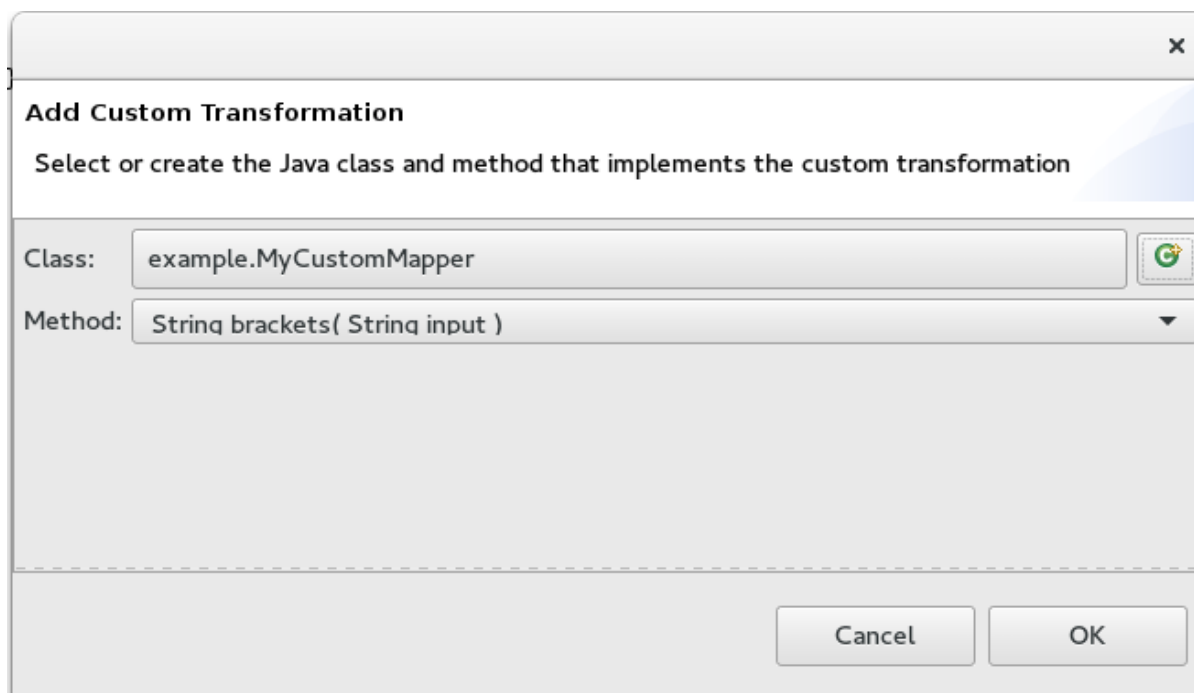 Add Custom Transformation
Select or create the Java class and method that implements the custom transformation
Class: example.MyCustomMapper
Method: String brackets( String input )
Cancel OK